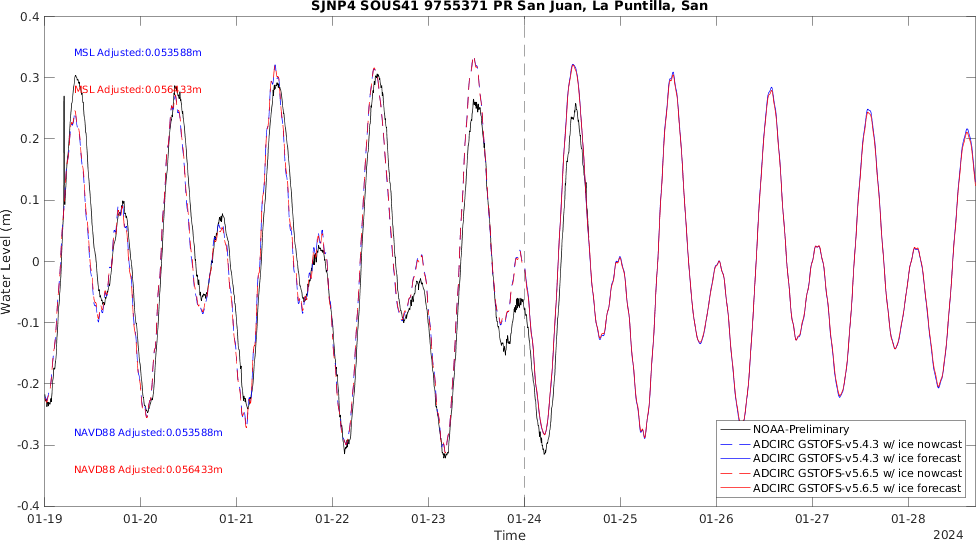 SJNP4 SOUS41 9755371 PR San Juan, La Puntilla, San
0.4
MSL Adjusted:0.053588m
0.3
MSL Adjusted:0.056433m
0.2
0.1
0
Water Level (m)
-0.1
-0.2
NAVD88 Adjusted:0.053588m
-0.3
NAVD88 Adjusted:0.056433m
-0.4
NOAA-Preliminary
ADCIRC GSTOFS-v5.4.3 w/ ice nowcast
ADCIRC GSTOFS-v5.4.3 w/ ice forecast
ADCIRC GSTOFS-v5.6.5 w/ ice nowcast
ADCIRC GSTOFS-v5.6.5 w/ ice forecast
01-19 01-20 01-21 01-22 01-23 01-24 01-25 01-26 01-27 01-28
Time
2024